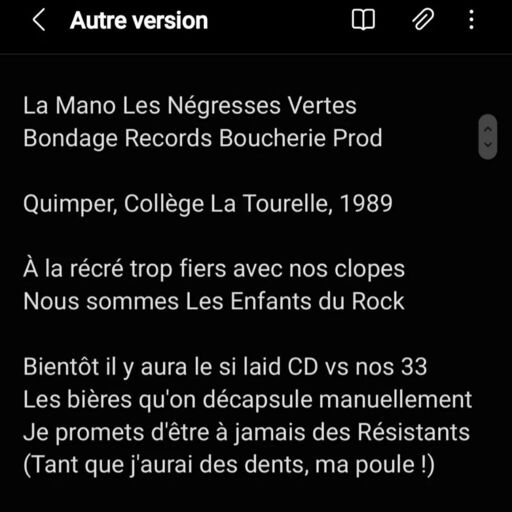 Autre version
La Mano Les Négresses Vertes
Bondage Records Boucherie Prod
Quimper, Collège La Tourelle, 1989
À la récré trop fiers avec nos clopes
Nous sommes Les Enfants du Rock
Bientôt il y aura le si laid CD vs nos 33
Les bières qu'on décapsule manuellement
Je promets d'être à jamais des Résistants
(Tant que j'aurai des dents, ma poule !)